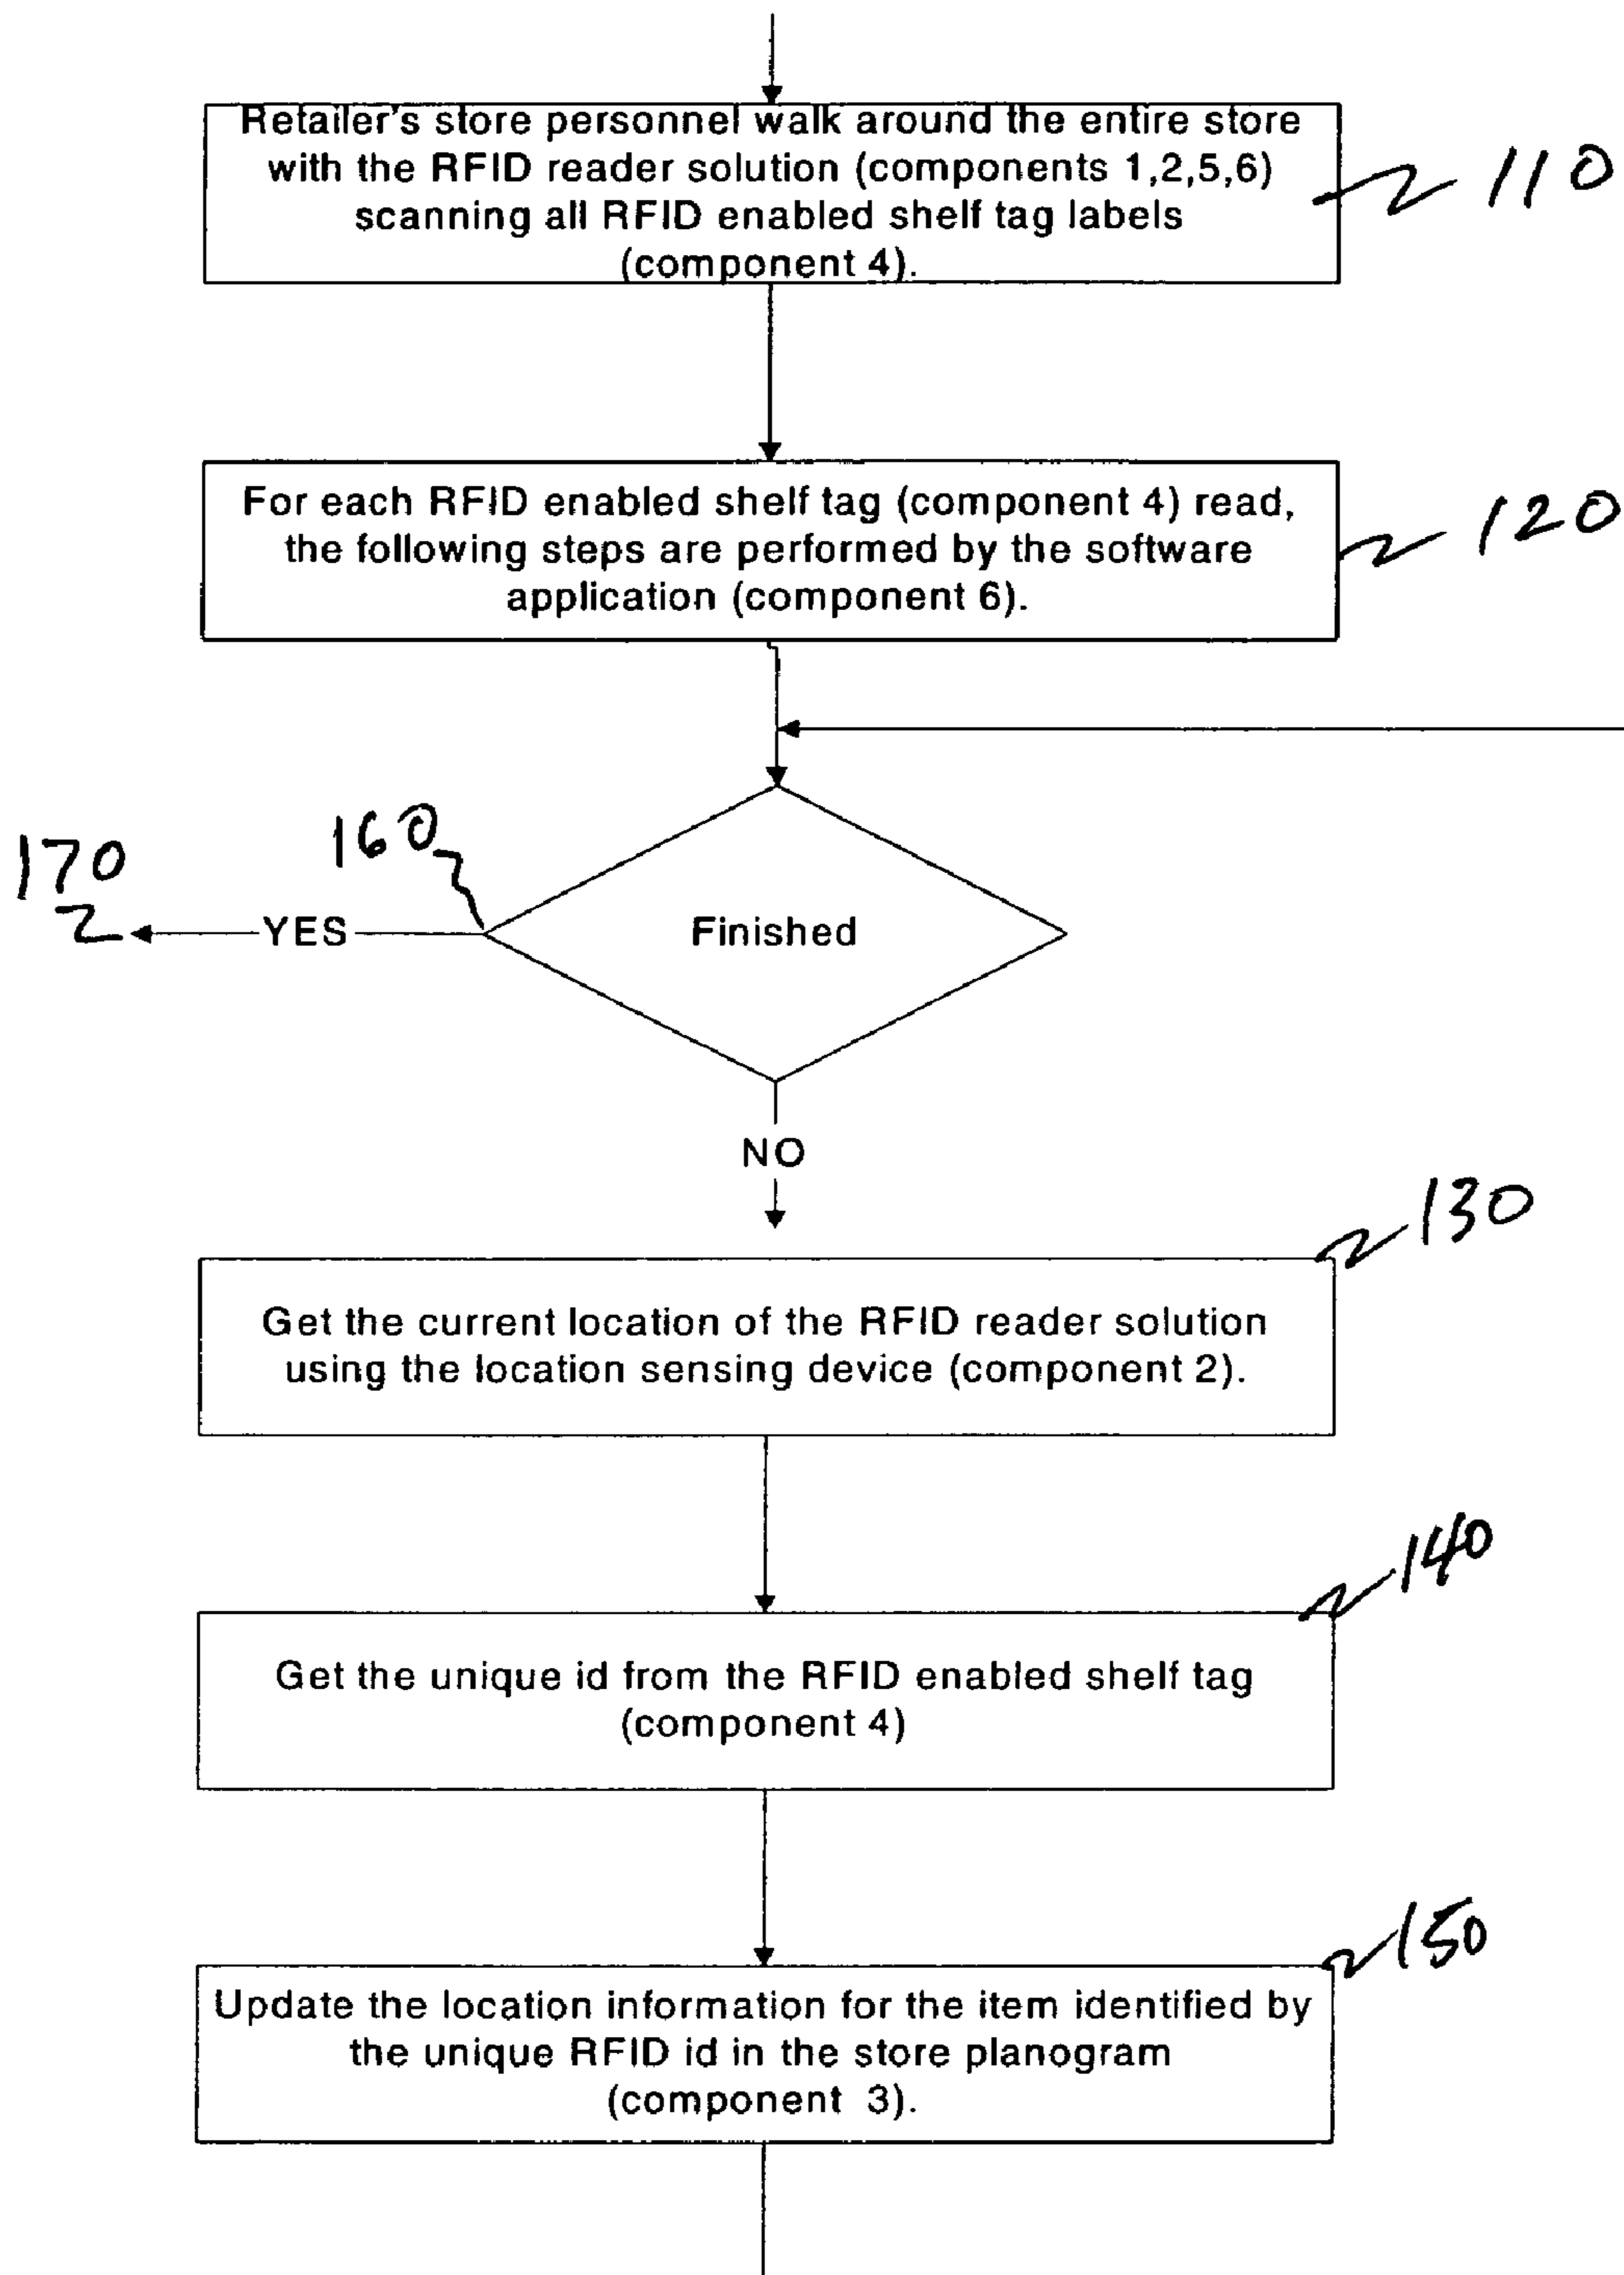 Retailer's store personnel walk around the entire store
with the RFID reader solution (components 1,2,5,6)
scanning all RFID enabled shelf tag labels
(component 4).
110
For each RFID enabled shelf tag (component 4) read,
the following steps are performed by the software
application (component 6).
120
160
170
YES
Finished
NO
130
Get the current location of the RFID reader solution
using the location sensing device (component 2).
140
Get the unique id from the RFID enabled shelf tag
(component 4)
150
Update the location information for the item identified by
the unique RFID id in the store planogram
(component 3).